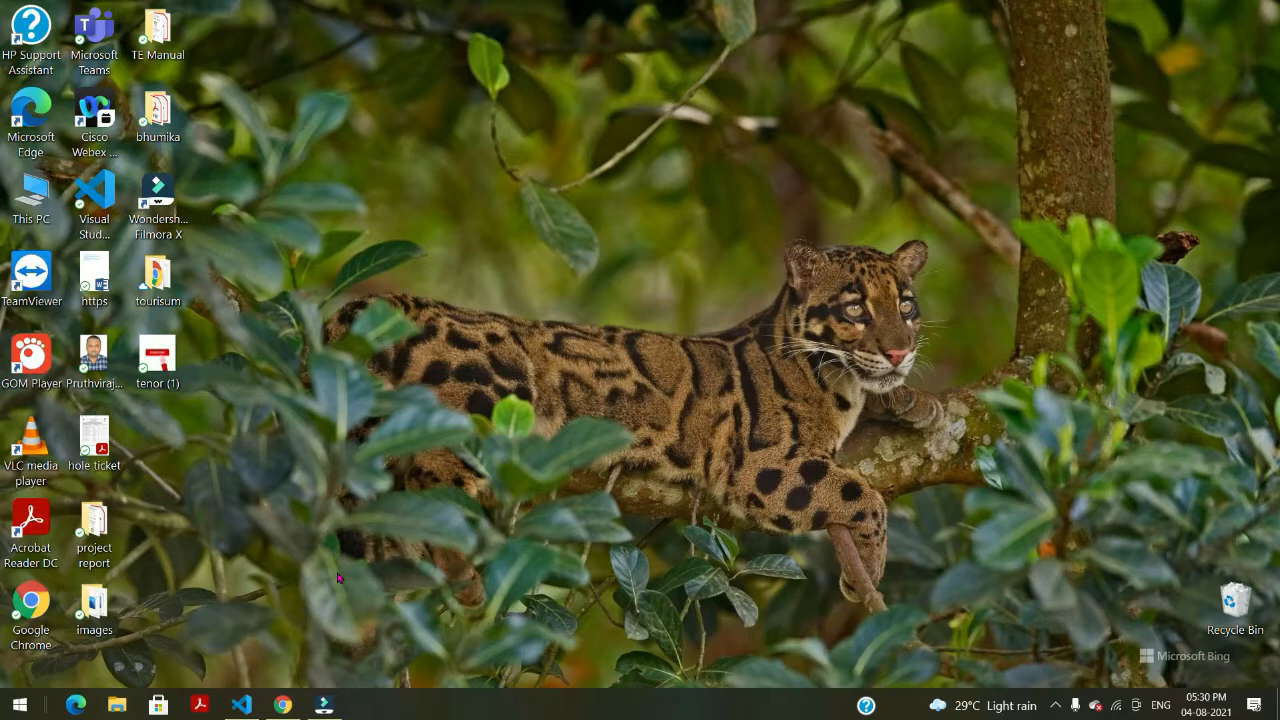 HP Support
Assistant
Microsoft
Teams
TE Manual
Microsoft
Edge
Cisco
Webex ...
bhumika
This PC
Visual
Stud...
Wondersh...
Filmora X
TeamViewer
https
tourisum
GOM Player
Pruthviraj...
tenor (1)
VLC media
player
hole ticket
Acrobat
Reader DC
project
report
Google
Chrome
images
Recycle Bin
Microsoft Bing
29°C Light rain
ENG
05:30 PM
04-08-2021